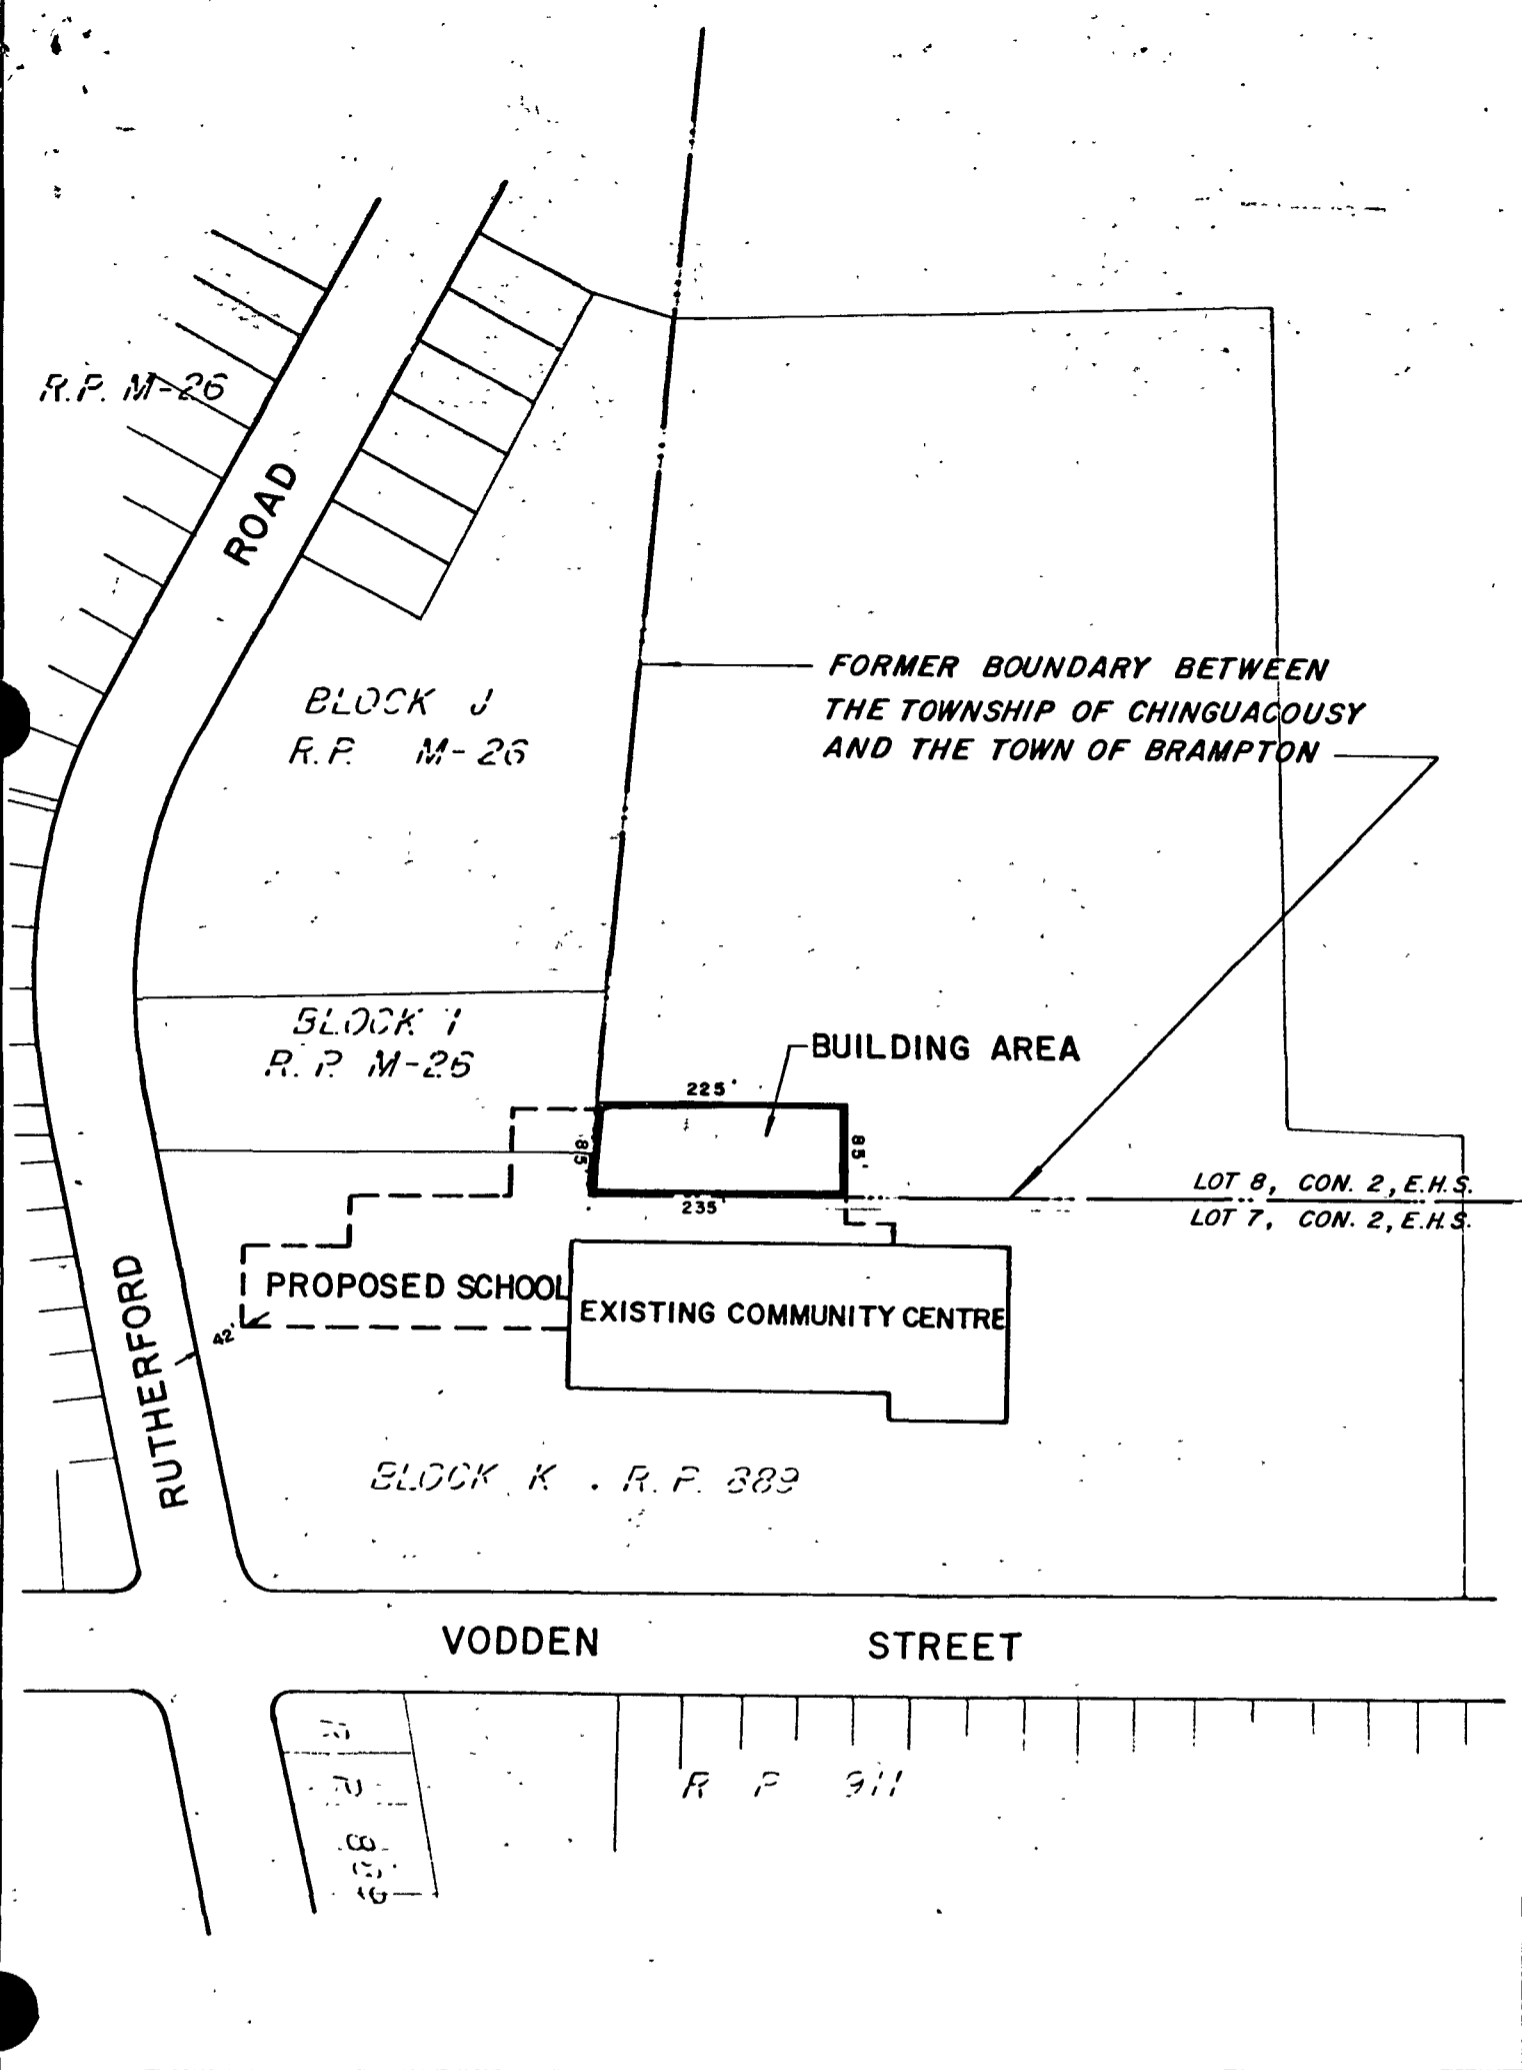 R.P. M-26
ROAD
FORMER BOUNDARY BETWEEN
THE TOWNSHIP OF CHINGUACOUSY
AND THE TOWN OF BRAMPTON
BLOCK J
R.P. M-26
BLOCK I
R.P. M-26
BUILDING AREA
225'
85'
85'
235'
LOT 8, CON. 2, E.H.S.
LOT 7, CON. 2, E.H.S.
PROPOSED SCHOOL
EXISTING COMMUNITY CENTRE
42'
RUTHERFORD
BLOCK K . R.P. 889
VODDEN STREET
R P 911